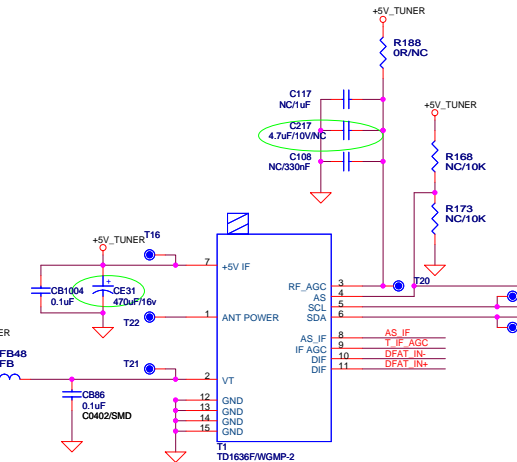 +5V_TUNER
R188
0R/NC
C117
NC/1uF
C217
4.7uF/10V/NC
C108
NC/330nF
+5V_TUNER
R168
NC/10K
R173
NC/10K
+5V_TUNER
T16
7
+5V IF
CB1004
0.1uF
CE31
+
470uF/16v
RF_AGC
3
T20
AS
4
SCL
5
SDA
6
T22
1
ANT POWER
AS_IF
8
AS_IF
IF AGC
9
T_IF_AGC
DIF
10
DFAT_IN-
DIF
11
DFAT_IN+
ER
FB48
FB
T21
2
VT
CB86
0.1uF
C0402/SMD
12
GND
13
GND
14
GND
15
GND
T1
TD1636F/WGMP-2